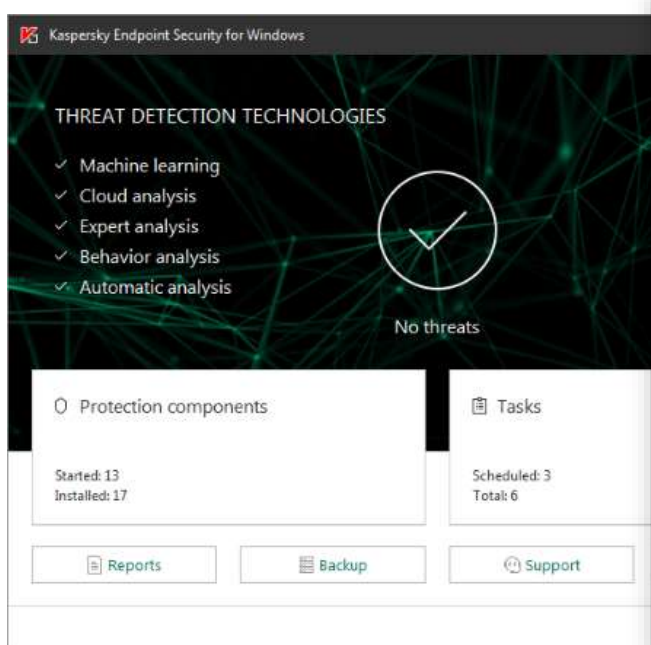 Kaspersky Endpoint Security for Windows
THREAT DETECTION TECHNOLOGIES
Machine learning
Cloud analysis
Expert analysis
Behavior analysis
Automatic analysis
No threats
Protection components
Started: 13
Installed: 17
Tasks
Scheduled: 3
Total: 6
Reports
Backup
Support